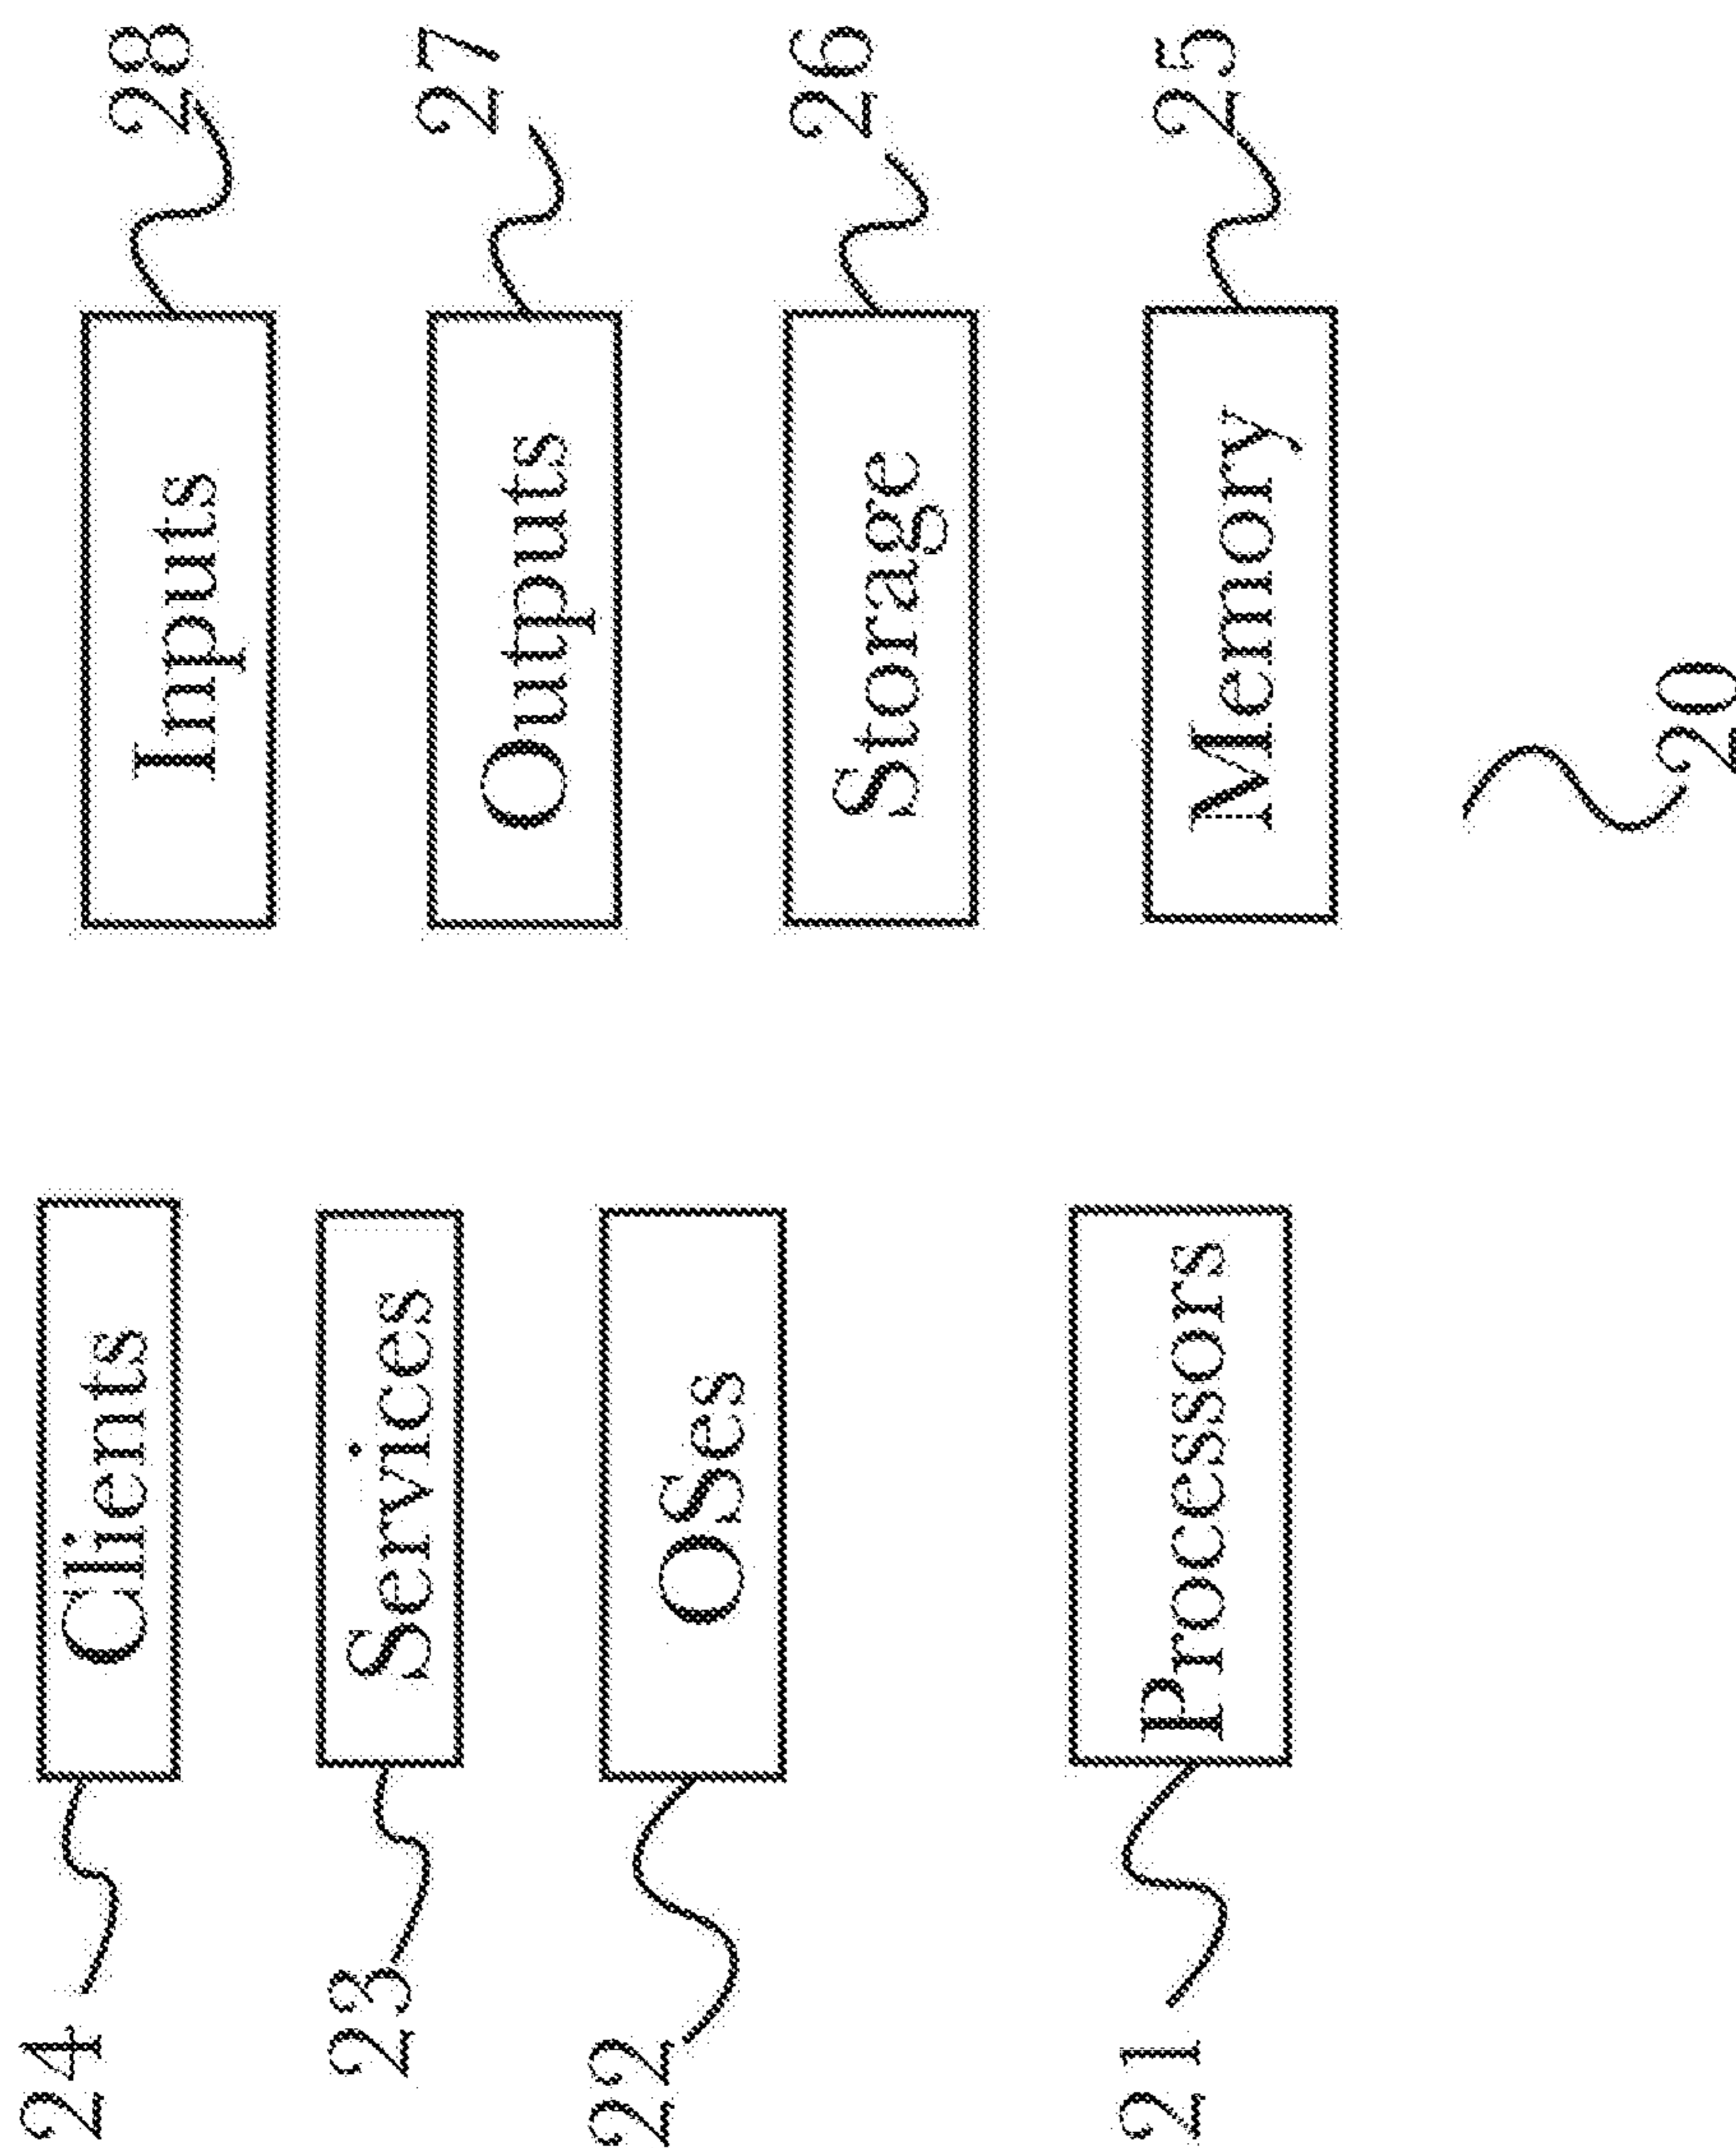 24 Clients Inputs 28
23 Services Outputs 27
22 OSes Storage 26
21 Processors Memory 25
20